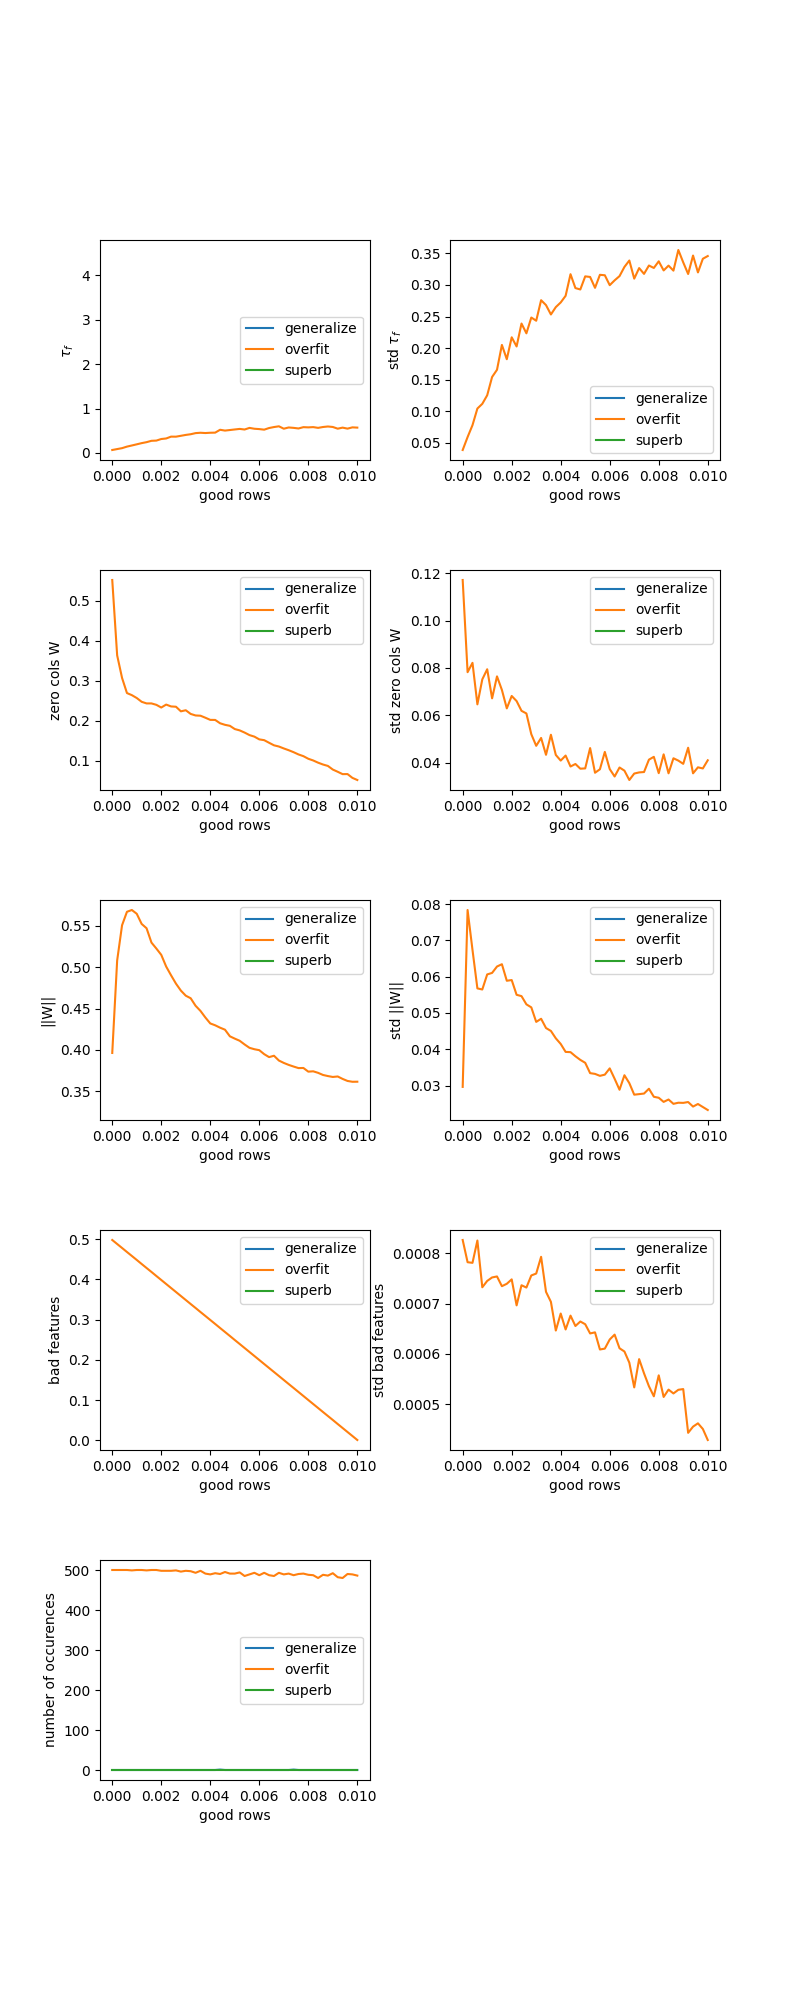 4
3
2
1
0
τf
generalize
overfit
superb
0.000 0.002 0.004 0.006 0.008 0.010
good rows
0.35
0.30
0.25
0.20
0.15
0.10
0.05
std τf
generalize
overfit
superb
0.000 0.002 0.004 0.006 0.008 0.010
good rows
0.5
0.4
0.3
0.2
0.1
zero cols W
generalize
overfit
superb
0.000 0.002 0.004 0.006 0.008 0.010
good rows
0.12
0.10
0.08
0.06
0.04
std zero cols W
generalize
overfit
superb
0.000 0.002 0.004 0.006 0.008 0.010
good rows
0.55
0.50
0.45
0.40
0.35
||W||
generalize
overfit
superb
0.000 0.002 0.004 0.006 0.008 0.010
good rows
0.08
0.07
0.06
0.05
0.04
0.03
std ||W||
generalize
overfit
superb
0.000 0.002 0.004 0.006 0.008 0.010
good rows
0.5
0.4
0.3
0.2
0.1
0.0
bad features
generalize
overfit
superb
0.000 0.002 0.004 0.006 0.008 0.010
good rows
0.0008
0.0007
0.0006
0.0005
std bad features
generalize
overfit
superb
0.000 0.002 0.004 0.006 0.008 0.010
good rows
500
400
300
200
100
0
number of occurences
generalize
overfit
superb
0.000 0.002 0.004 0.006 0.008 0.010
good rows